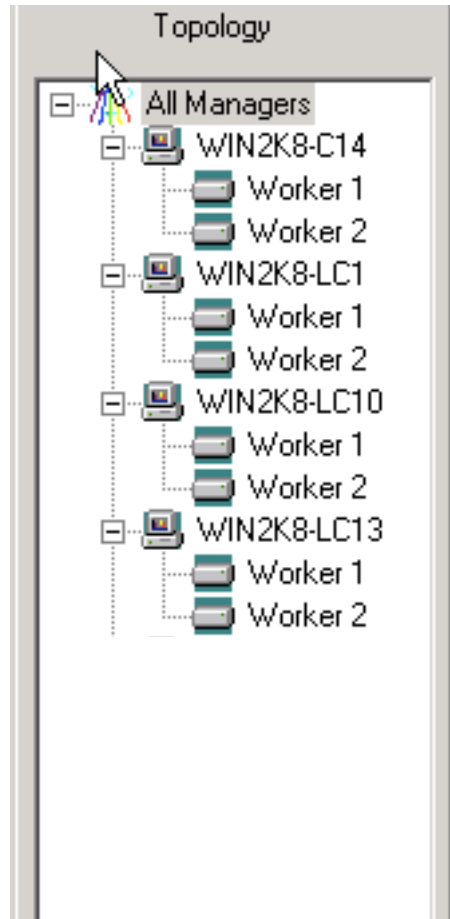 Topology
All Managers
WIN2K8-C14
Worker 1
Worker 2
WIN2K8-LC1
Worker 1
Worker 2
WIN2K8-LC10
Worker 1
Worker 2
WIN2K8-LC13
Worker 1
Worker 2